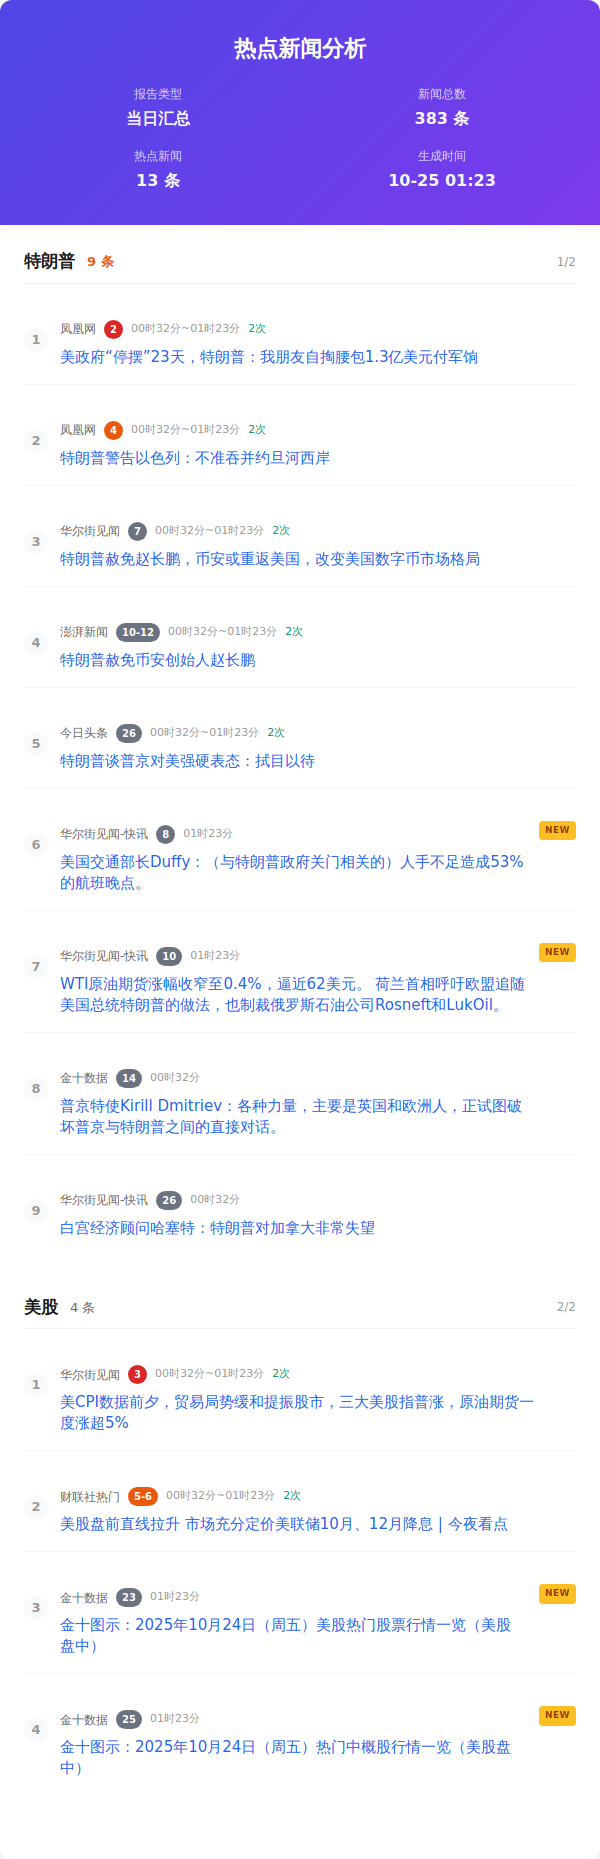 热点新闻分析
报告类型
新闻总数
当日汇总
383 条
热点新闻
生成时间
13 条
10-25 01:23
特朗普 9 条 1/2
1 凤凰网 2 00时32分~01时23分 2次
美政府“停摆”23天，特朗普：我朋友自掏腰包1.3亿美元付军饷
2 凤凰网 4 00时32分~01时23分 2次
特朗普警告以色列：不准吞并约旦河西岸
3 华尔街见闻 7 00时32分~01时23分 2次
特朗普赦免赵长鹏，币安或重返美国，改变美国数字币市场格局
4 澎湃新闻 10-12 00时32分~01时23分 2次
特朗普赦免币安创始人赵长鹏
5 今日头条 26 00时32分~01时23分 2次
特朗普谈普京对美强硬表态：拭目以待
6 华尔街见闻-快讯 8 01时23分 NEW
美国交通部长Duffy：（与特朗普政府关门相关的）人手不足造成53%
的航班晚点。
7 华尔街见闻-快讯 10 01时23分 NEW
WTI原油期货涨幅收窄至0.4%，逼近62美元。 荷兰首相呼吁欧盟追随
美国总统特朗普的做法，也制裁俄罗斯石油公司Rosneft和LukOil。
8 金十数据 14 00时32分
普京特使Kirill Dmitriev：各种力量，主要是英国和欧洲人，正试图破
坏普京与特朗普之间的直接对话。
9 华尔街见闻-快讯 26 00时32分
白宫经济顾问哈塞特：特朗普对加拿大非常失望
美股 4 条 2/2
1 华尔街见闻 3 00时32分~01时23分 2次
美CPI数据前夕，贸易局势缓和提振股市，三大美股指普涨，原油期货一
度涨超5%
2 财联社热门 5-6 00时32分~01时23分 2次
美股盘前直线拉升 市场充分定价美联储10月、12月降息 | 今夜看点
3 金十数据 23 01时23分 NEW
金十图示：2025年10月24日（周五）美股热门股票行情一览（美股
盘中）
4 金十数据 25 01时23分 NEW
金十图示：2025年10月24日（周五）热门中概股行情一览（美股盘
中）